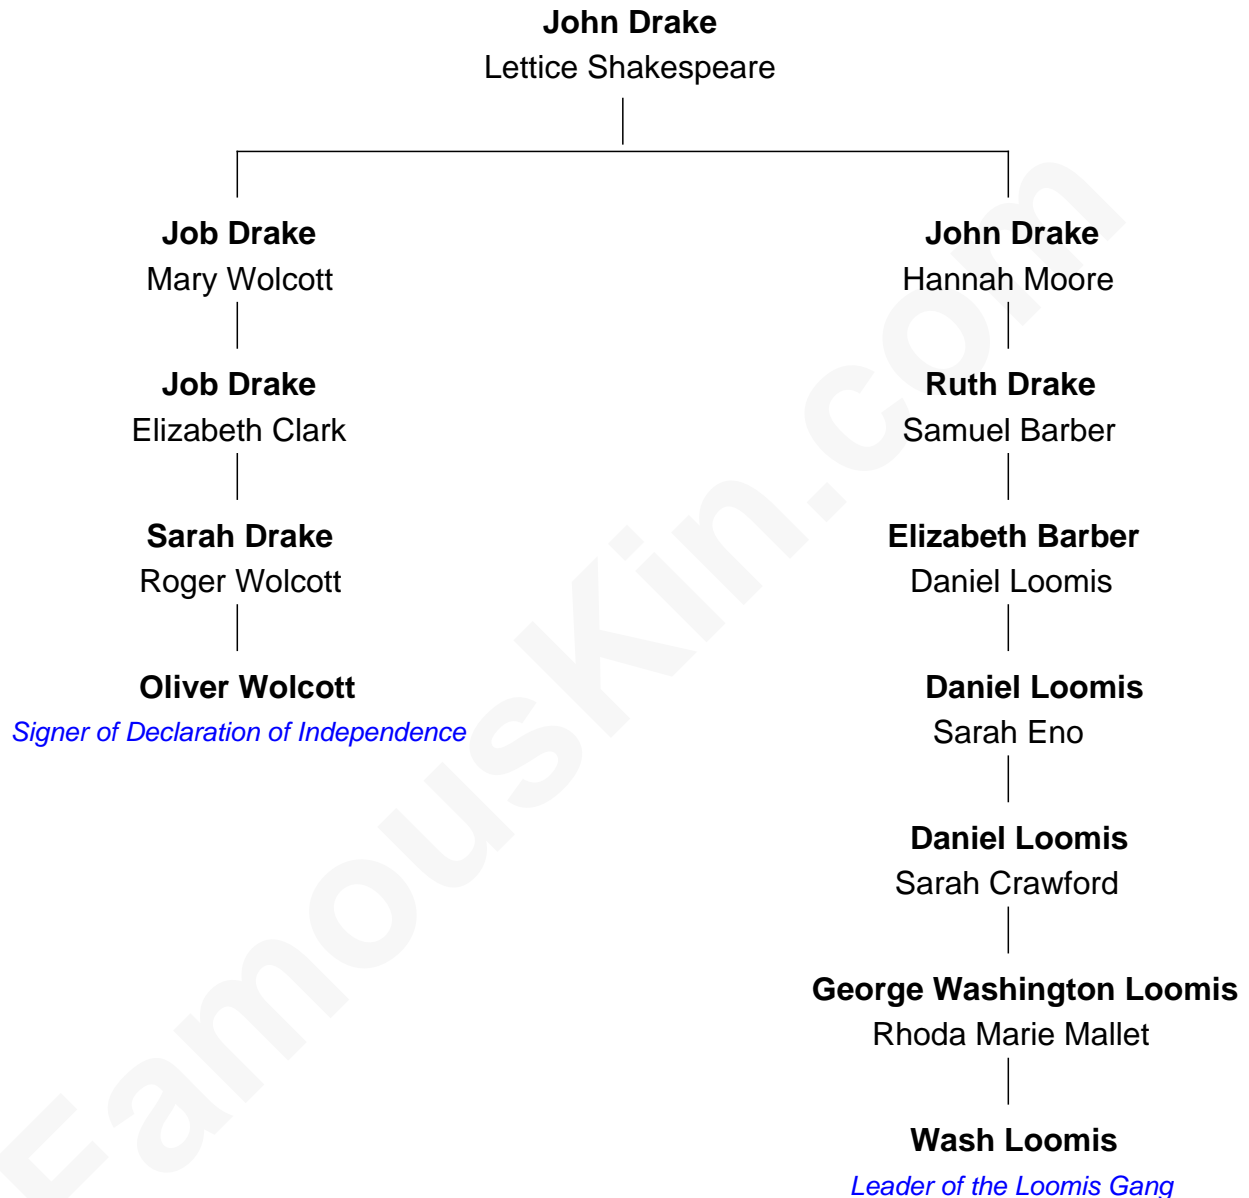 John Drake
Lettice Shakespeare
Job Drake
Mary Wolcott
Job Drake
Elizabeth Clark
Sarah Drake
Roger Wolcott
Oliver Wolcott
Signer of Declaration of Independence
John Drake
Hannah Moore
Ruth Drake
Samuel Barber
Elizabeth Barber
Daniel Loomis
Daniel Loomis
Sarah Eno
Daniel Loomis
Sarah Crawford
George Washington Loomis
Rhoda Marie Mallet
Wash Loomis
Leader of the Loomis Gang
FamousKin.com